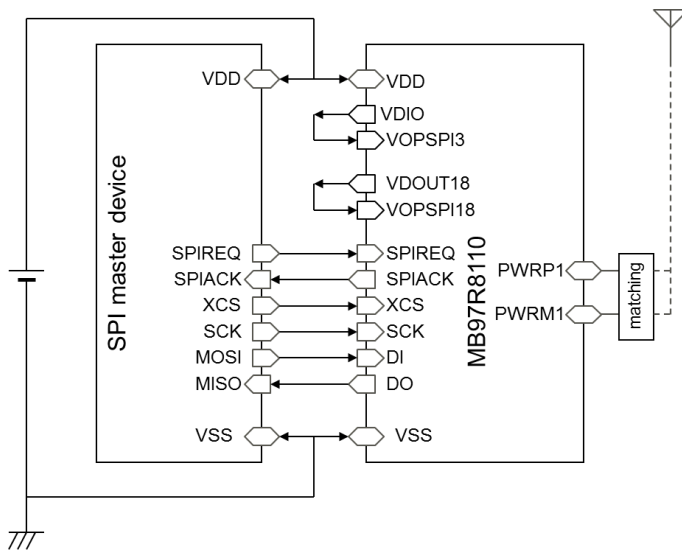 SPI master device
VDD
SPIREQ
SPIACK
XCS
SCK
MOSI
MISO
VSS
MB97R8110
VDD
VDIO
VOPSPI3
VDOUT18
VOPSPI18
SPIREQ
SPIACK
XCS
SCK
DI
DO
VSS
PWRP1
PWRM1
matching